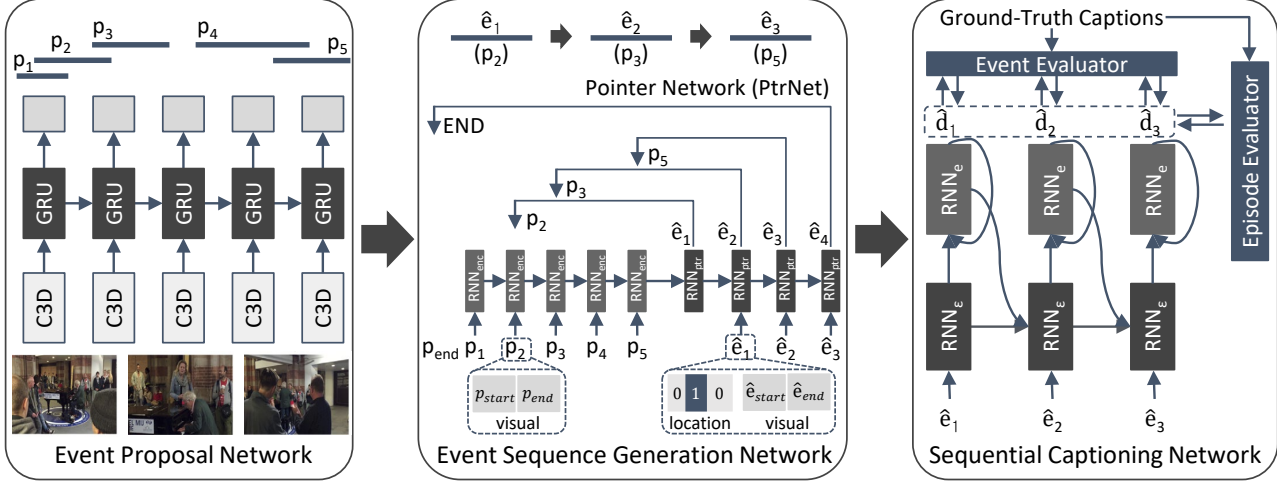 p1
p2
p3
p4
p5
GRU
GRU
GRU
GRU
GRU
C3D
C3D
C3D
C3D
C3D
Event Proposal Network
ê1
ê2
ê3
(p2)
(p3)
(p5)
Pointer Network (PtrNet)
END
p5
p3
p2
ê1
ê2
ê3
ê4
RNNenc
RNNenc
RNNenc
RNNenc
RNNenc
RNNptr
RNNptr
RNNptr
RNNptr
pend
p1
p2
p3
p4
p5
ê1
ê2
ê3
pstart
pend
visual
0 1 0
êstart
êend
location
visual
Event Sequence Generation Network
Ground-Truth Captions
Event Evaluator
d̂1
d̂2
d̂3
Episode Evaluator
RNNe
RNNe
RNNe
RNNε
RNNε
RNNε
ê1
ê2
ê3
Sequential Captioning Network